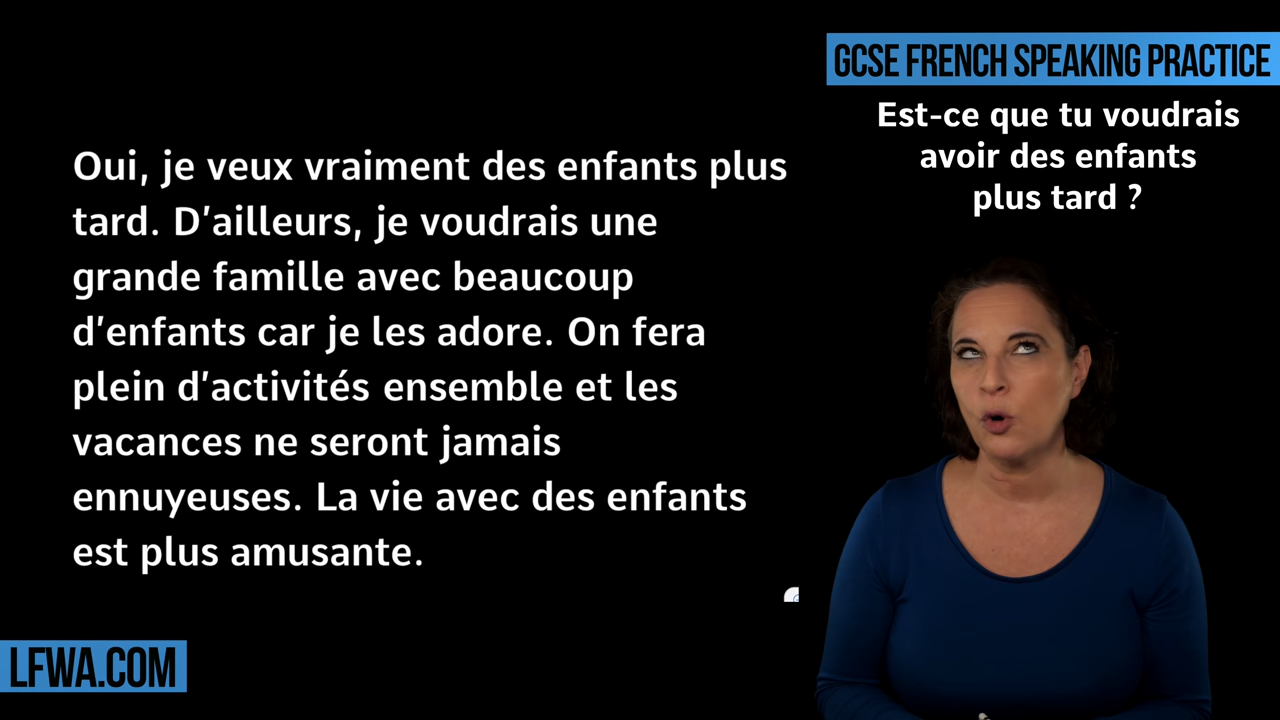 GCSE FRENCH SPEAKING PRACTICE
Est-ce que tu voudrais
avoir des enfants
plus tard ?
Oui, je veux vraiment des enfants plus
tard. D'ailleurs, je voudrais une
grande famille avec beaucoup
d'enfants car je les adore. On fera
plein d'activités ensemble et les
vacances ne seront jamais
ennuyeuses. La vie avec des enfants
est plus amusante.
LFWA.COM